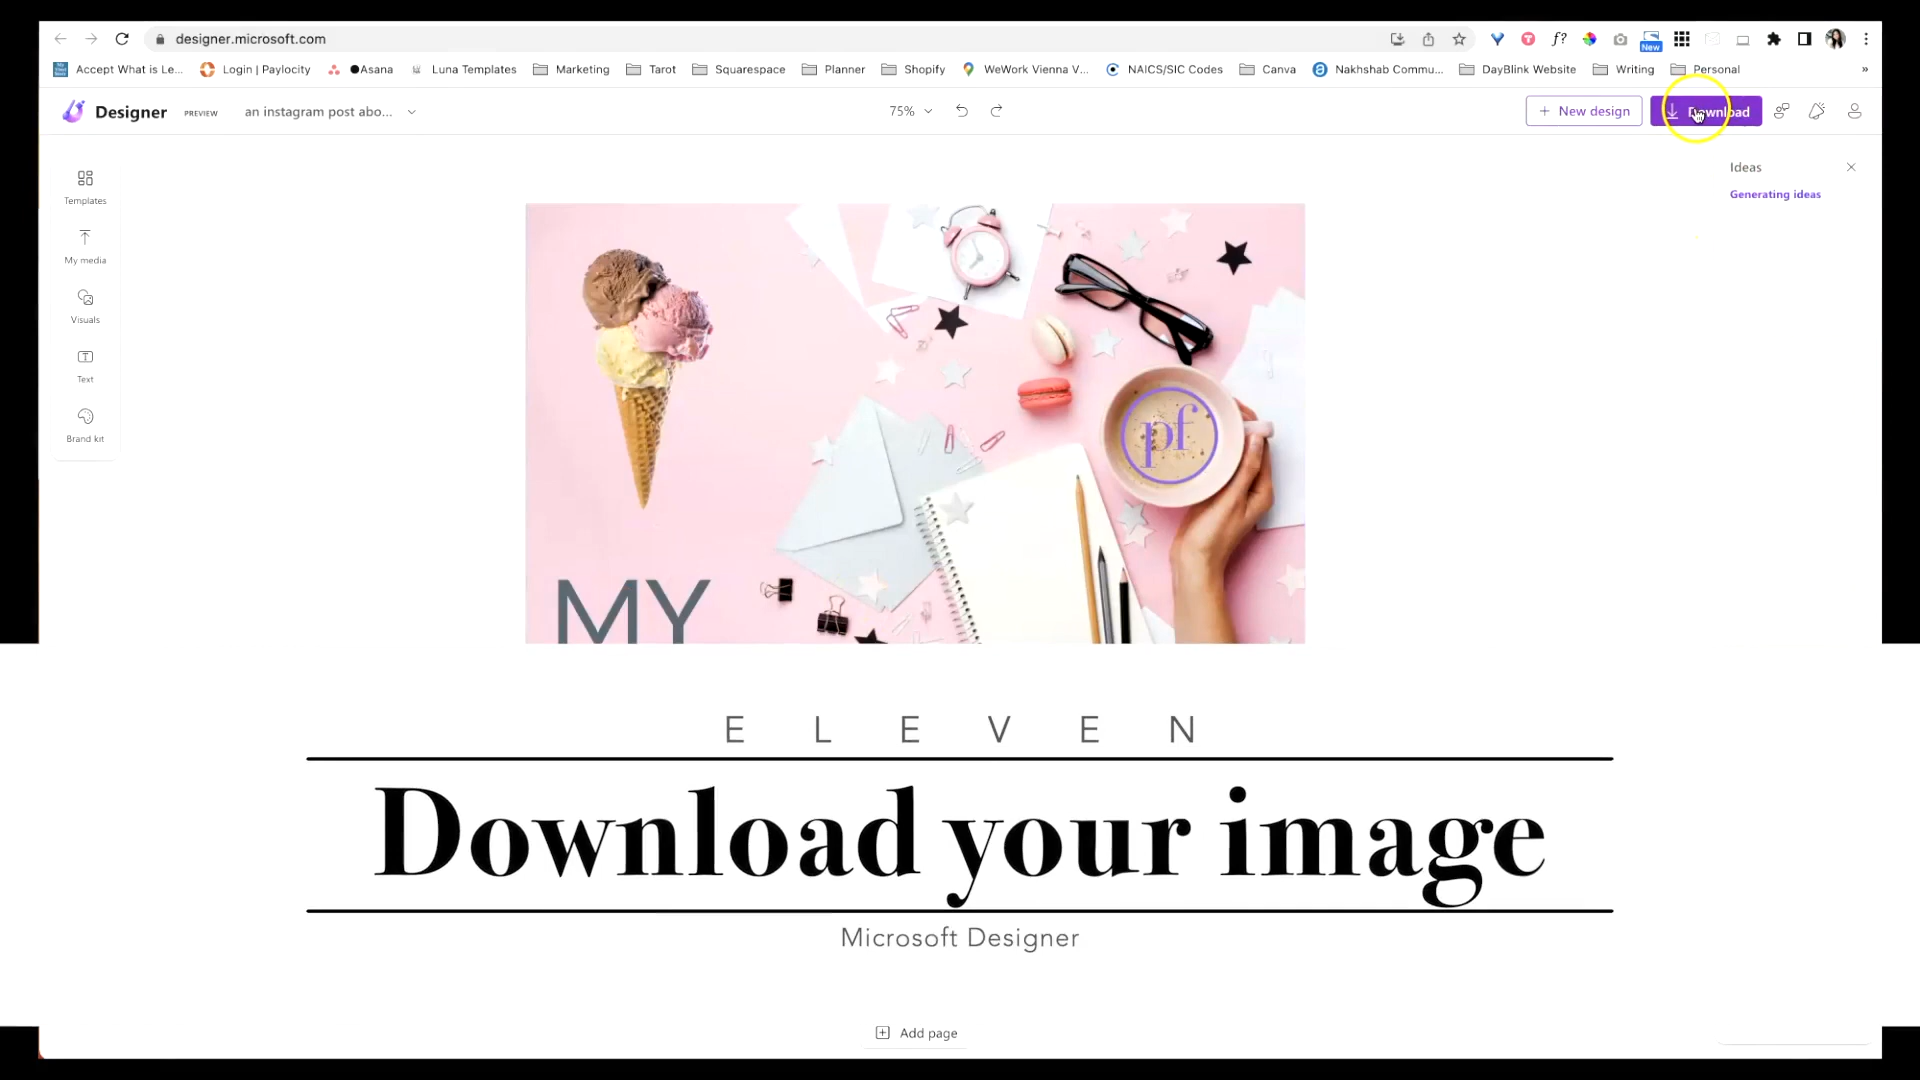 designer.microsoft.com
New
Accept What is Le... Login | Paylocity Asana Luna Templates Marketing Tarot Squarespace Planner Shopify WeWork Vienna V... NAICS/SIC Codes Canva Nakhshab Commu... DayBlink Website Writing Personal »
Designer PREVIEW an instagram post abo... 75% + New design Download
Ideas
Generating ideas
Templates
My media
Visuals
Text
Brand kit
pf
MY
ELEVEN
Download your image
Microsoft Designer
Add page